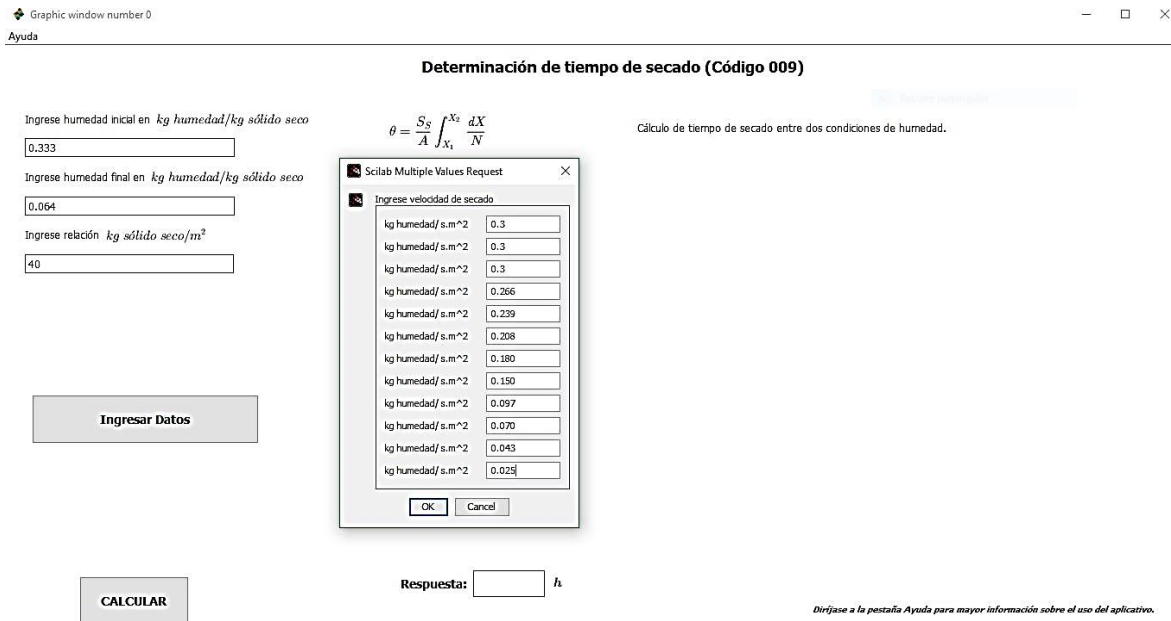 Graphic window number 0
Ayuda
Determinación de tiempo de secado (Código 009)
Ingrese humedad inicial en kg humedad/kg sólido seco
0.333
Ingrese humedad final en kg humedad/kg sólido seco
0.064
Ingrese relación kg sólido seco/m²
40
Ingresar Datos
CALCULAR
θ = S_S/A ∫_{X_1}^{X_2} dX/N
Scilab Multiple Values Request
Ingrese velocidad de secado
kg humedad/ s.m^2 0.3
kg humedad/ s.m^2 0.3
kg humedad/ s.m^2 0.3
kg humedad/ s.m^2 0.266
kg humedad/ s.m^2 0.239
kg humedad/ s.m^2 0.208
kg humedad/ s.m^2 0.180
kg humedad/ s.m^2 0.150
kg humedad/ s.m^2 0.097
kg humedad/ s.m^2 0.070
kg humedad/ s.m^2 0.043
kg humedad/ s.m^2 0.025
OK Cancel
Respuesta: h
Cálculo de tiempo de secado entre dos condiciones de humedad.
Diríjase a la pestaña Ayuda para mayor información sobre el uso del aplicativo.